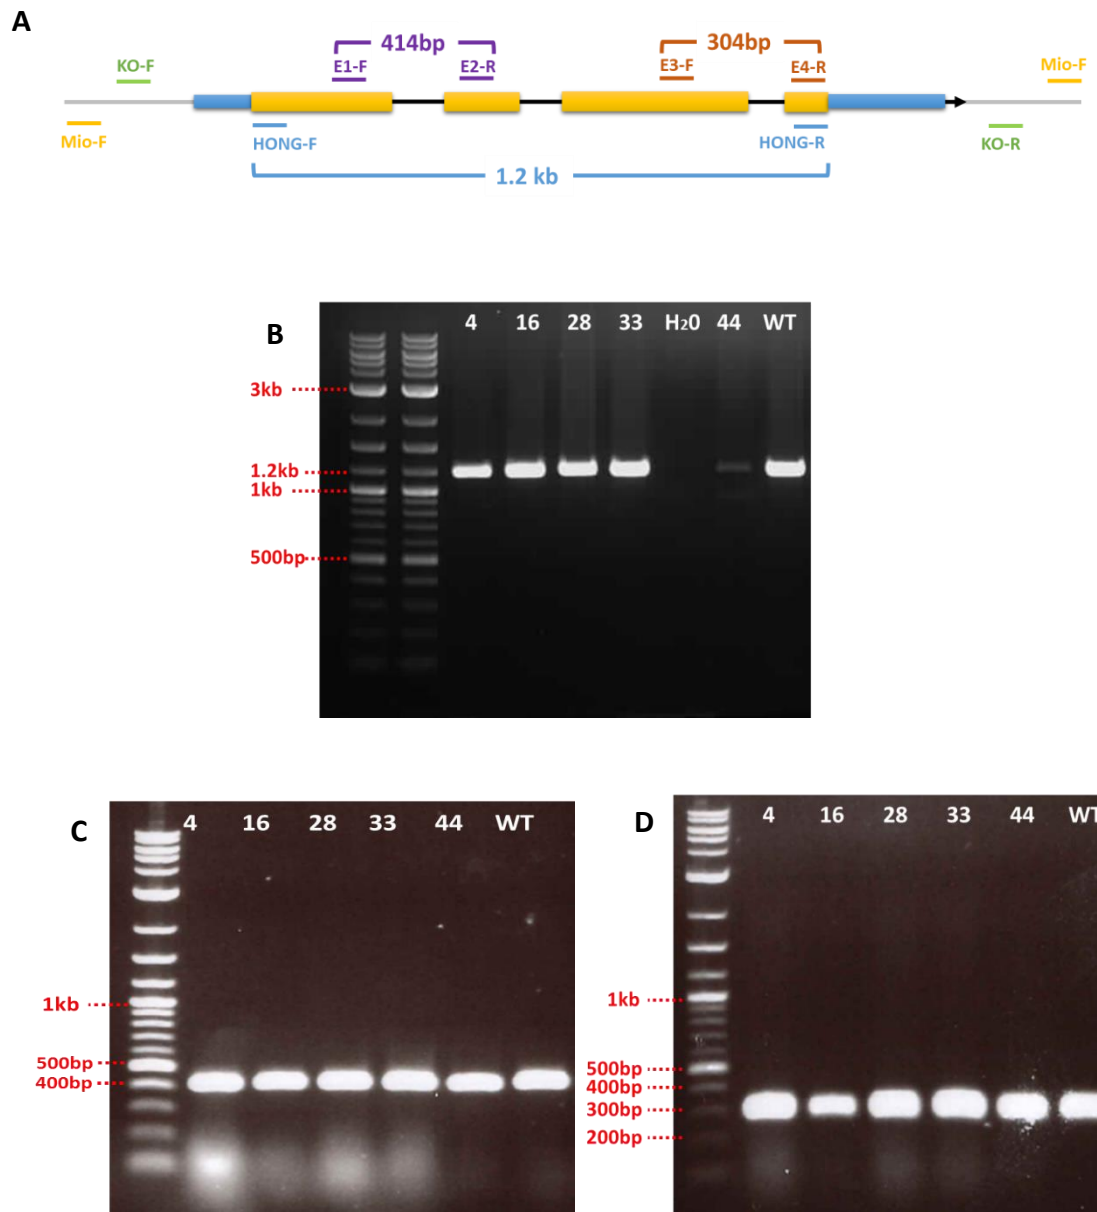 A
414bp
304bp
KO-F
E1-F
E2-R
E3-F
E4-R
Mio-F
Mio-F
HONG-F
HONG-R
KO-R
1.2 kb
B
4 16 28 33 H20 44 WT
3kb
1.2kb
1kb
500bp
C
4 16 28 33 44 WT
1kb
500bp
400bp
D
4 16 28 33 44 WT
1kb
500bp
400bp
300bp
200bp